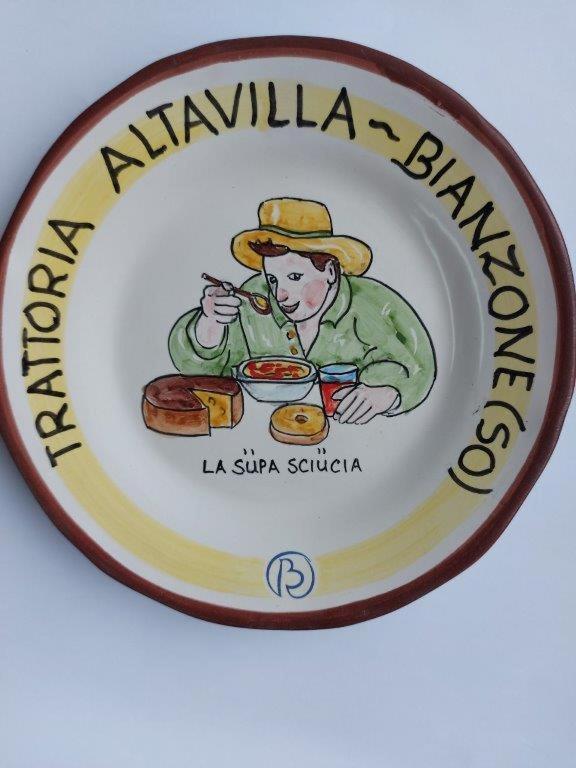 TRATTORIA ALTAVILLA ~ BIANZONE (SO)
LA SÜPA SCIÜCIA
B